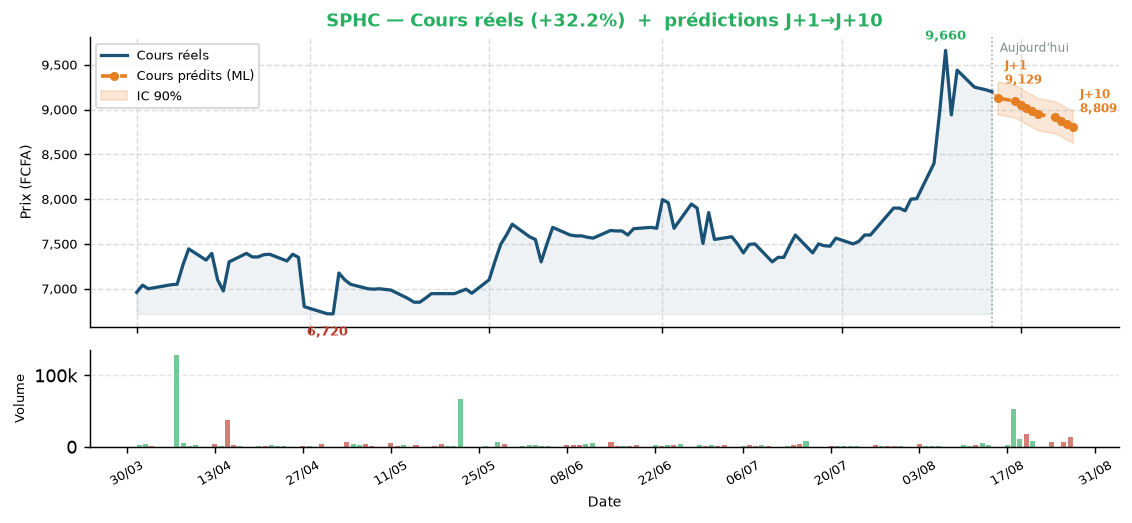 SPHC — Cours réels (+32.2%)  +  prédictions J+1→J+10
Cours réels
Cours prédits (ML)
IC 90%
9,660
Aujourd'hui
J+1
9,129
J+10
8,809
6,720
Prix (FCFA)
9,500
9,000
8,500
8,000
7,500
7,000
Volume
100k
0
30/03
13/04
27/04
11/05
25/05
08/06
22/06
06/07
20/07
03/08
17/08
31/08
Date